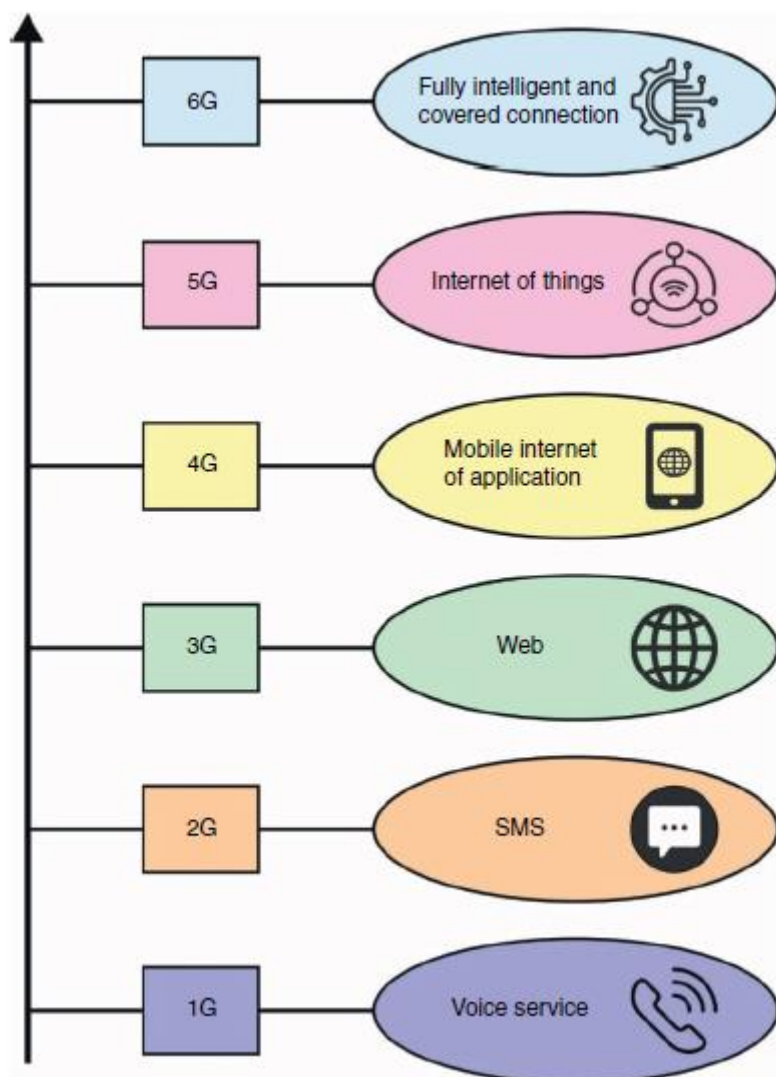 6G
Fully intelligent and
covered connection
5G
Internet of things
4G
Mobile internet
of application
3G
Web
2G
SMS
1G
Voice service